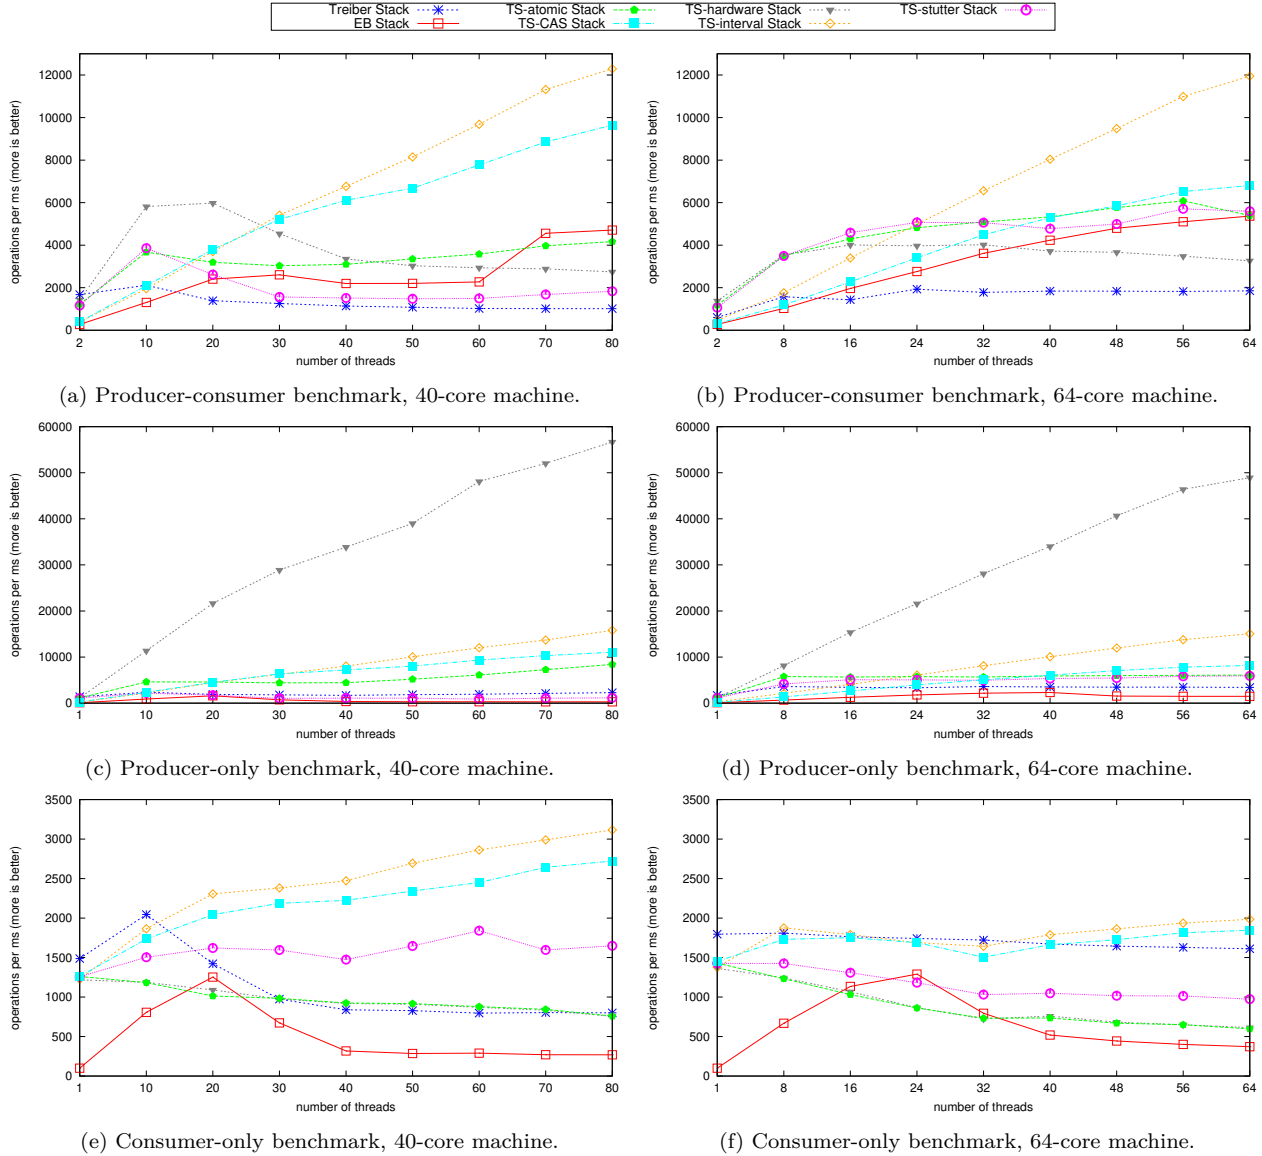 Treiber Stack TS-atomic Stack TS-hardware Stack TS-stutter Stack
EB Stack TS-CAS Stack TS-interval Stack
operations per ms (more is better)
12000
10000
8000
6000
4000
2000
0
2 10 20 30 40 50 60 70 80
number of threads
(a) Producer-consumer benchmark, 40-core machine.
operations per ms (more is better)
12000
10000
8000
6000
4000
2000
0
2 8 16 24 32 40 48 56 64
number of threads
(b) Producer-consumer benchmark, 64-core machine.
operations per ms (more is better)
60000
50000
40000
30000
20000
10000
0
1 10 20 30 40 50 60 70 80
number of threads
(c) Producer-only benchmark, 40-core machine.
operations per ms (more is better)
60000
50000
40000
30000
20000
10000
0
1 8 16 24 32 40 48 56 64
number of threads
(d) Producer-only benchmark, 64-core machine.
operations per ms (more is better)
3500
3000
2500
2000
1500
1000
500
0
1 10 20 30 40 50 60 70 80
number of threads
(e) Consumer-only benchmark, 40-core machine.
operations per ms (more is better)
3500
3000
2500
2000
1500
1000
500
0
1 8 16 24 32 40 48 56 64
number of threads
(f) Consumer-only benchmark, 64-core machine.